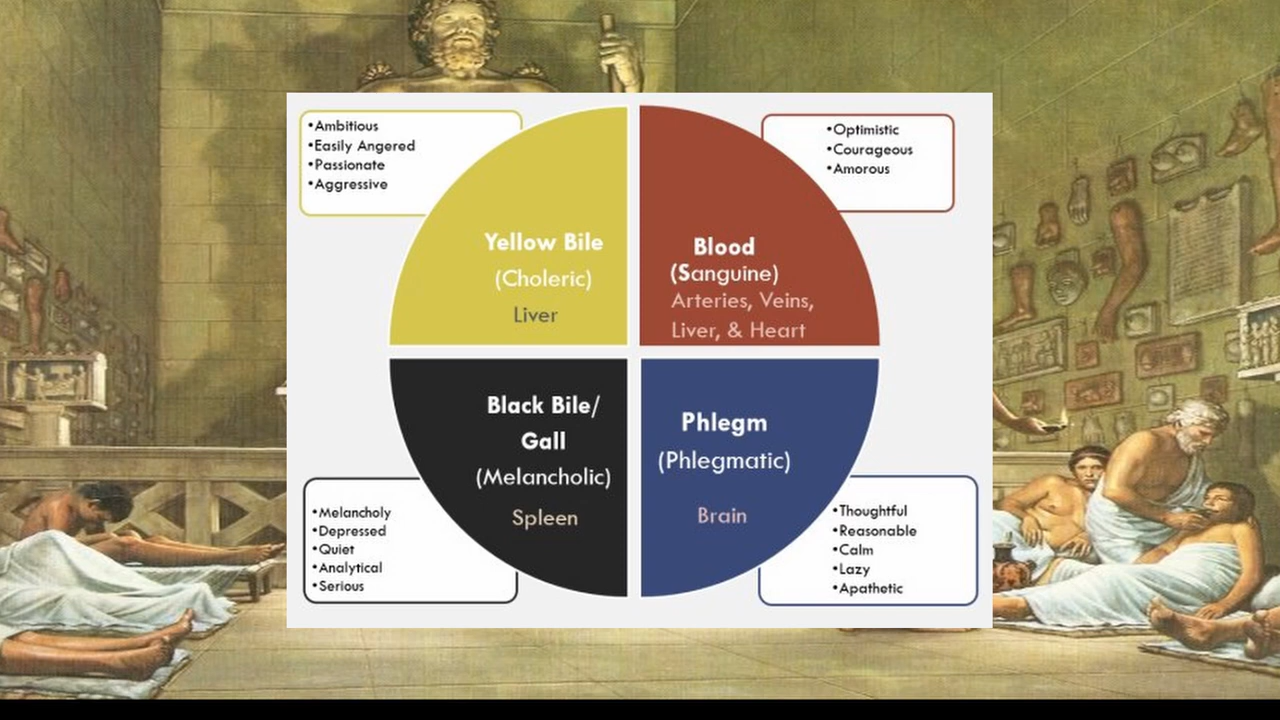 •Ambitious
•Easily Angered
•Passionate
•Aggressive
•Optimistic
•Courageous
•Amorous
Yellow Bile
(Choleric)
Liver
Blood
(Sanguine)
Arteries, Veins,
Liver, & Heart
Black Bile/
Gall
(Melancholic)
Spleen
Phlegm
(Phlegmatic)
Brain
•Melancholy
•Depressed
•Quiet
•Analytical
•Serious
•Thoughtful
•Reasonable
•Calm
•Lazy
•Apathetic